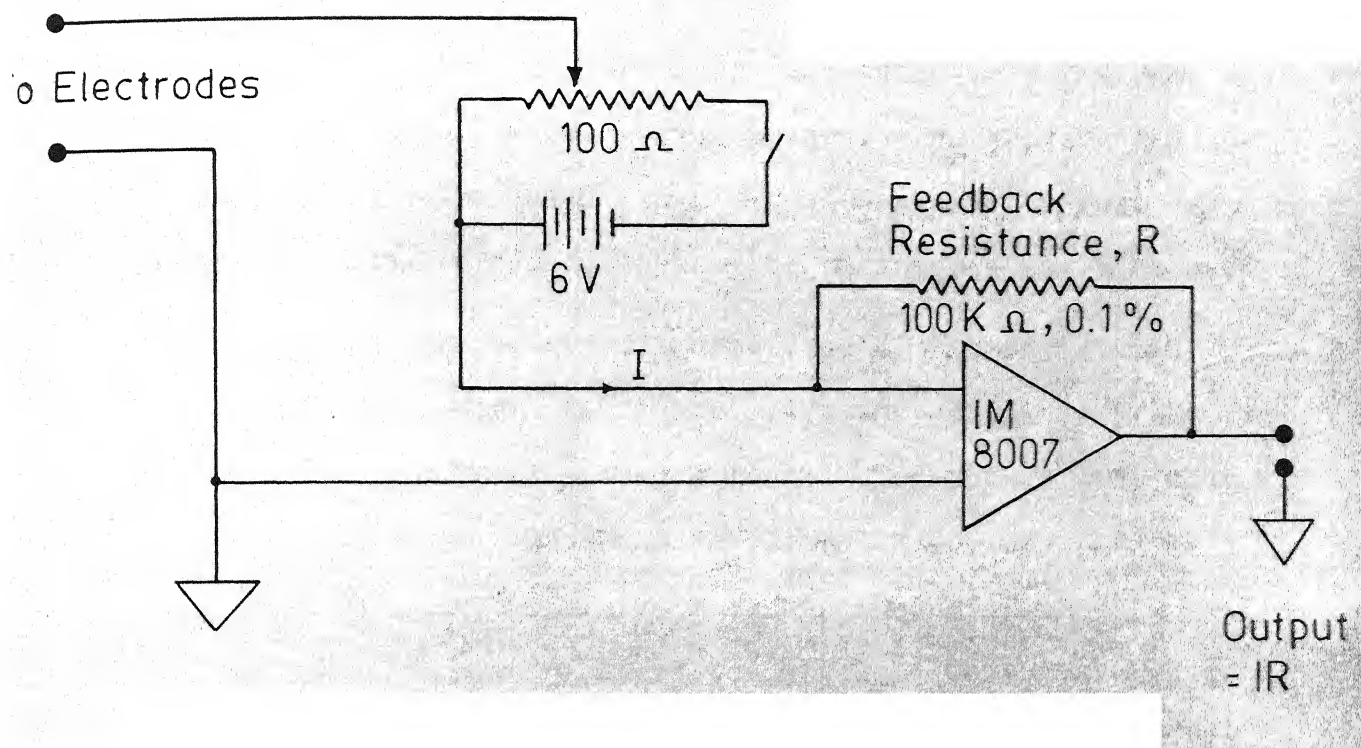 o Electrodes
100 Ω
6 V
Feedback
Resistance, R
100 K Ω, 0.1 %
I
IM
8007
Output
= IR